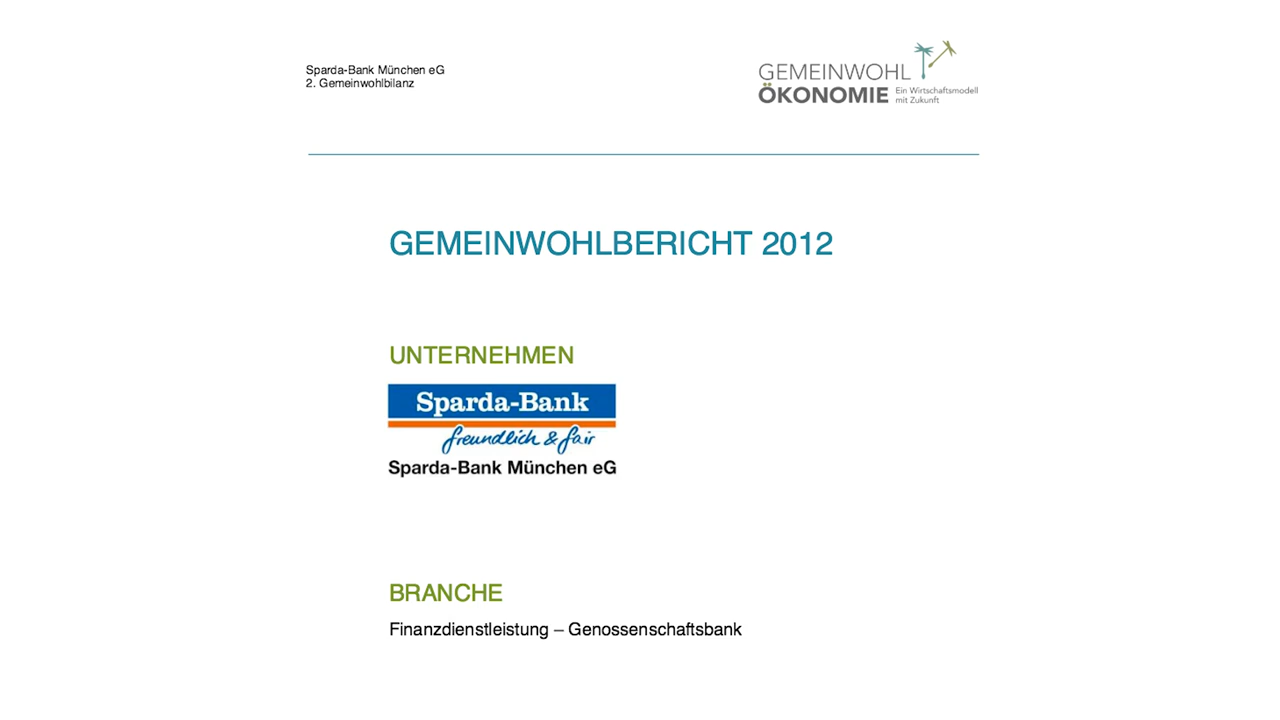 Sparda-Bank München eG
2. Gemeinwohlbilanz
GEMEINWOHL
ÖKONOMIE Ein Wirtschaftsmodell
mit Zukunft
GEMEINWOHLBERICHT 2012
UNTERNEHMEN
Sparda-Bank
freundlich & fair
Sparda-Bank München eG
BRANCHE
Finanzdienstleistung – Genossenschaftsbank